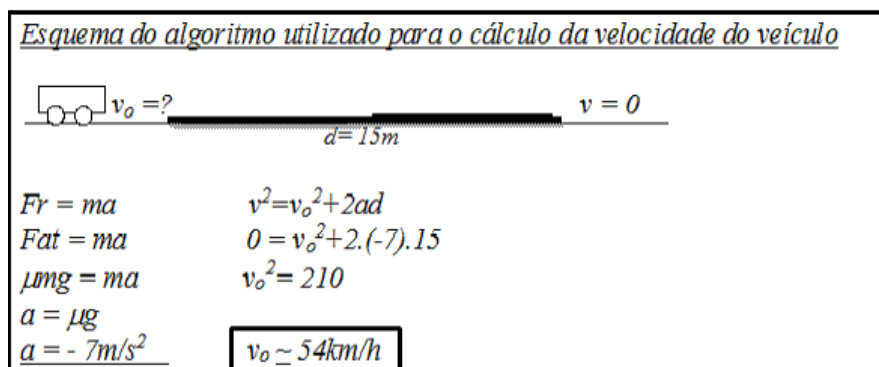 Esquema do algoritmo utilizado para o cálculo da velocidade do veículo
vₒ =? v = 0
d= 15m
Fr = ma v²=vₒ²+2ad
Fat = ma 0 = vₒ²+2.(-7).15
μmg = ma vₒ²= 210
a = μg
a = - 7m/s² vₒ ≃ 54km/h